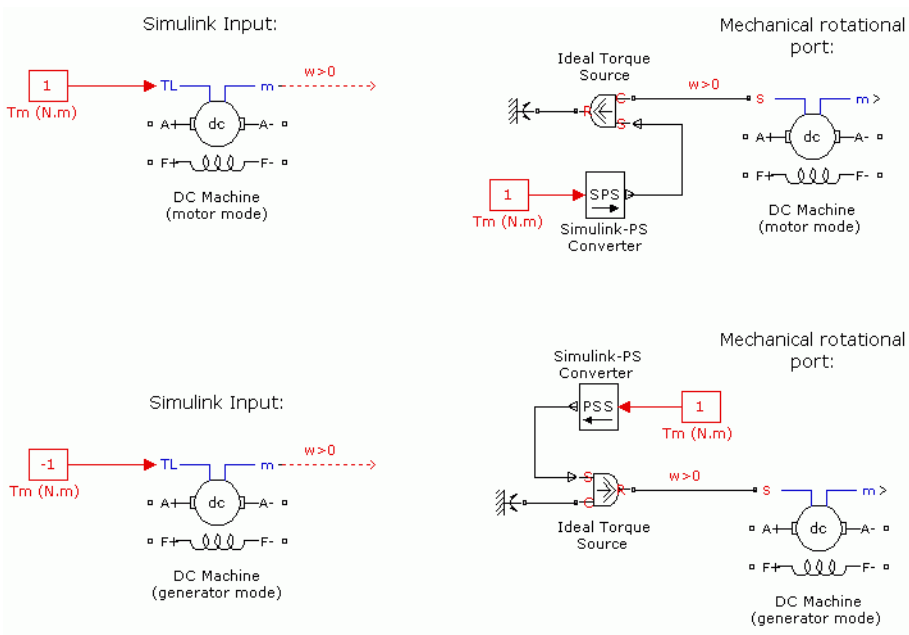 Simulink Input:
1
Tm (N.m)
TL
m
w>0
A+
dc
A-
F+
F-
DC Machine
(motor mode)
Mechanical rotational
port:
Ideal Torque
Source
R
C
S
w>0
S
m
A+
dc
A-
F+
F-
DC Machine
(motor mode)
1
Tm (N.m)
SPS
Simulink-PS
Converter
Simulink Input:
-1
Tm (N.m)
TL
m
w>0
A+
dc
A-
F+
F-
DC Machine
(generator mode)
Mechanical rotational
port:
Simulink-PS
Converter
PSS
1
Tm (N.m)
S
C
R
Ideal Torque
Source
w>0
S
m
A+
dc
A-
F+
F-
DC Machine
(generator mode)